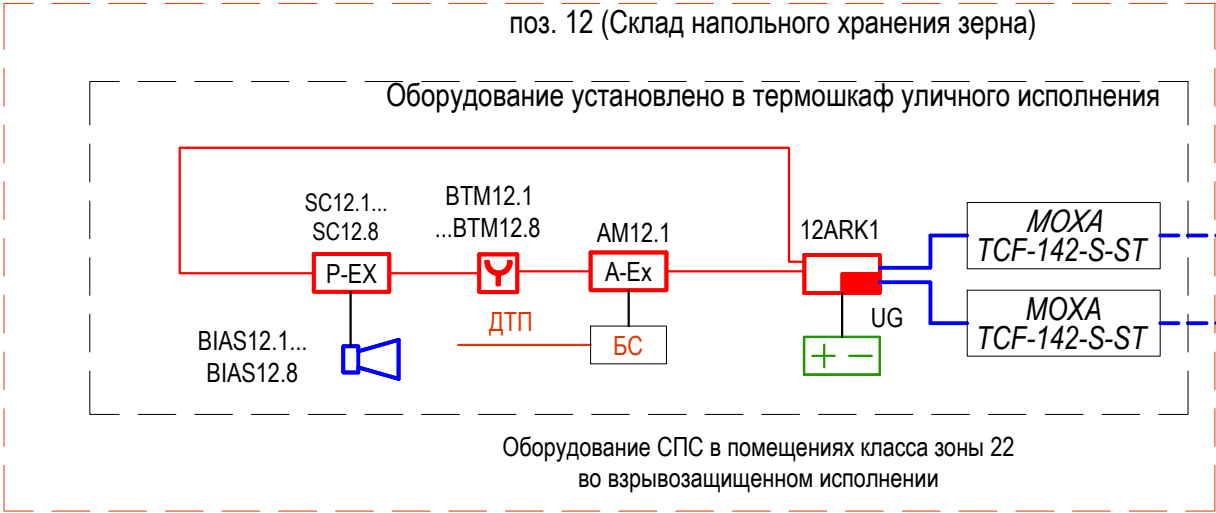 поз. 12 (Склад напольного хранения зерна)
Оборудование установлено в термошкаф уличного исполнения
SC12.1...
SC12.8
BTM12.1
...BTM12.8
AM12.1
12ARK1
MOXA
TCF-142-S-ST
P-EX
A-Ex
UG
MOXA
TCF-142-S-ST
ДТП
БС
BIAS12.1...
BIAS12.8
+ −
Оборудование СПС в помещениях класса зоны 22
во взрывозащищенном исполнении